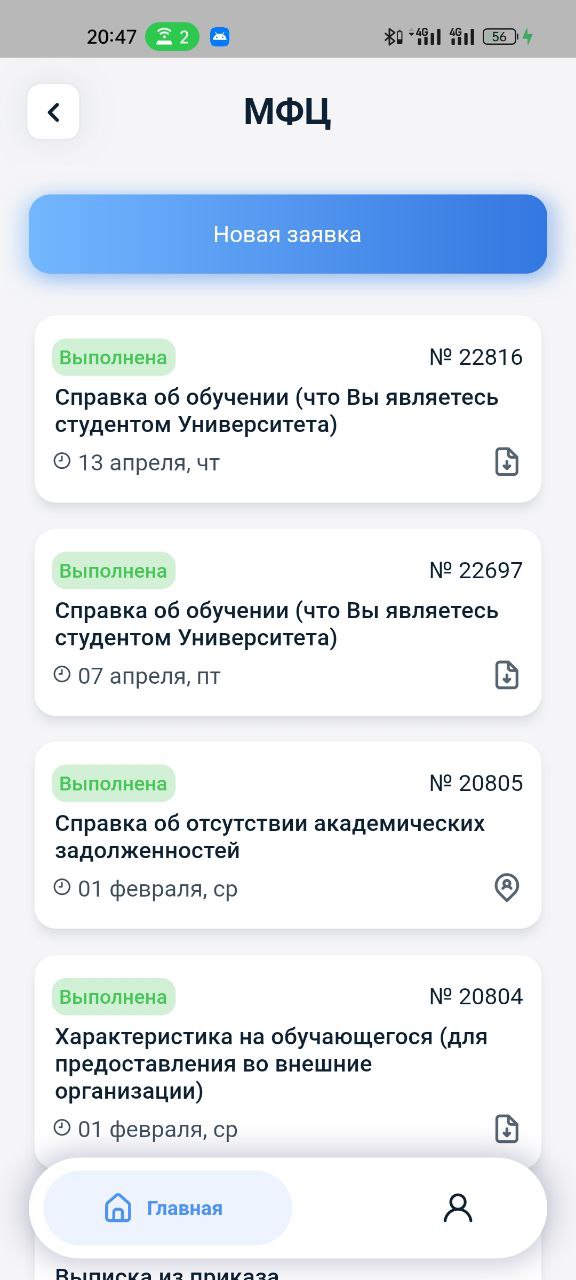 20:47 2 4G 4G 56
МФЦ
Новая заявка
Выполнена № 22816
Справка об обучении (что Вы являетесь
студентом Университета)
13 апреля, чт
Выполнена № 22697
Справка об обучении (что Вы являетесь
студентом Университета)
07 апреля, пт
Выполнена № 20805
Справка об отсутствии академических
задолженностей
01 февраля, ср
Выполнена № 20804
Характеристика на обучающегося (для
предоставления во внешние
организации)
01 февраля, ср
Главная
Выписка из приказа